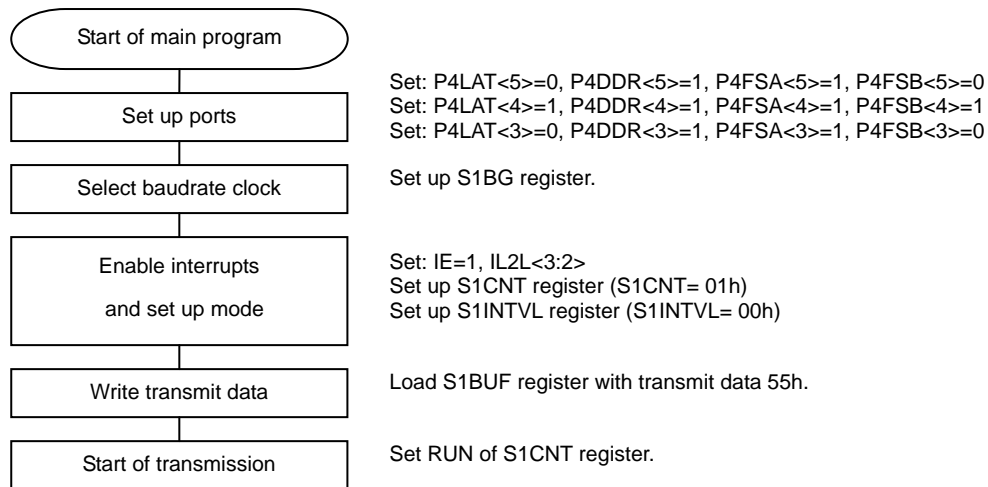 Start of main program
Set up ports
Set: P4LAT<5>=0, P4DDR<5>=1, P4FSA<5>=1, P4FSB<5>=0
Set: P4LAT<4>=1, P4DDR<4>=1, P4FSA<4>=1, P4FSB<4>=1
Set: P4LAT<3>=0, P4DDR<3>=1, P4FSA<3>=1, P4FSB<3>=0
Select baudrate clock
Set up S1BG register.
Enable interrupts
and set up mode
Set: IE=1, IL2L<3:2>
Set up S1CNT register (S1CNT= 01h)
Set up S1INTVL register (S1INTVL= 00h)
Write transmit data
Load S1BUF register with transmit data 55h.
Start of transmission
Set RUN of S1CNT register.